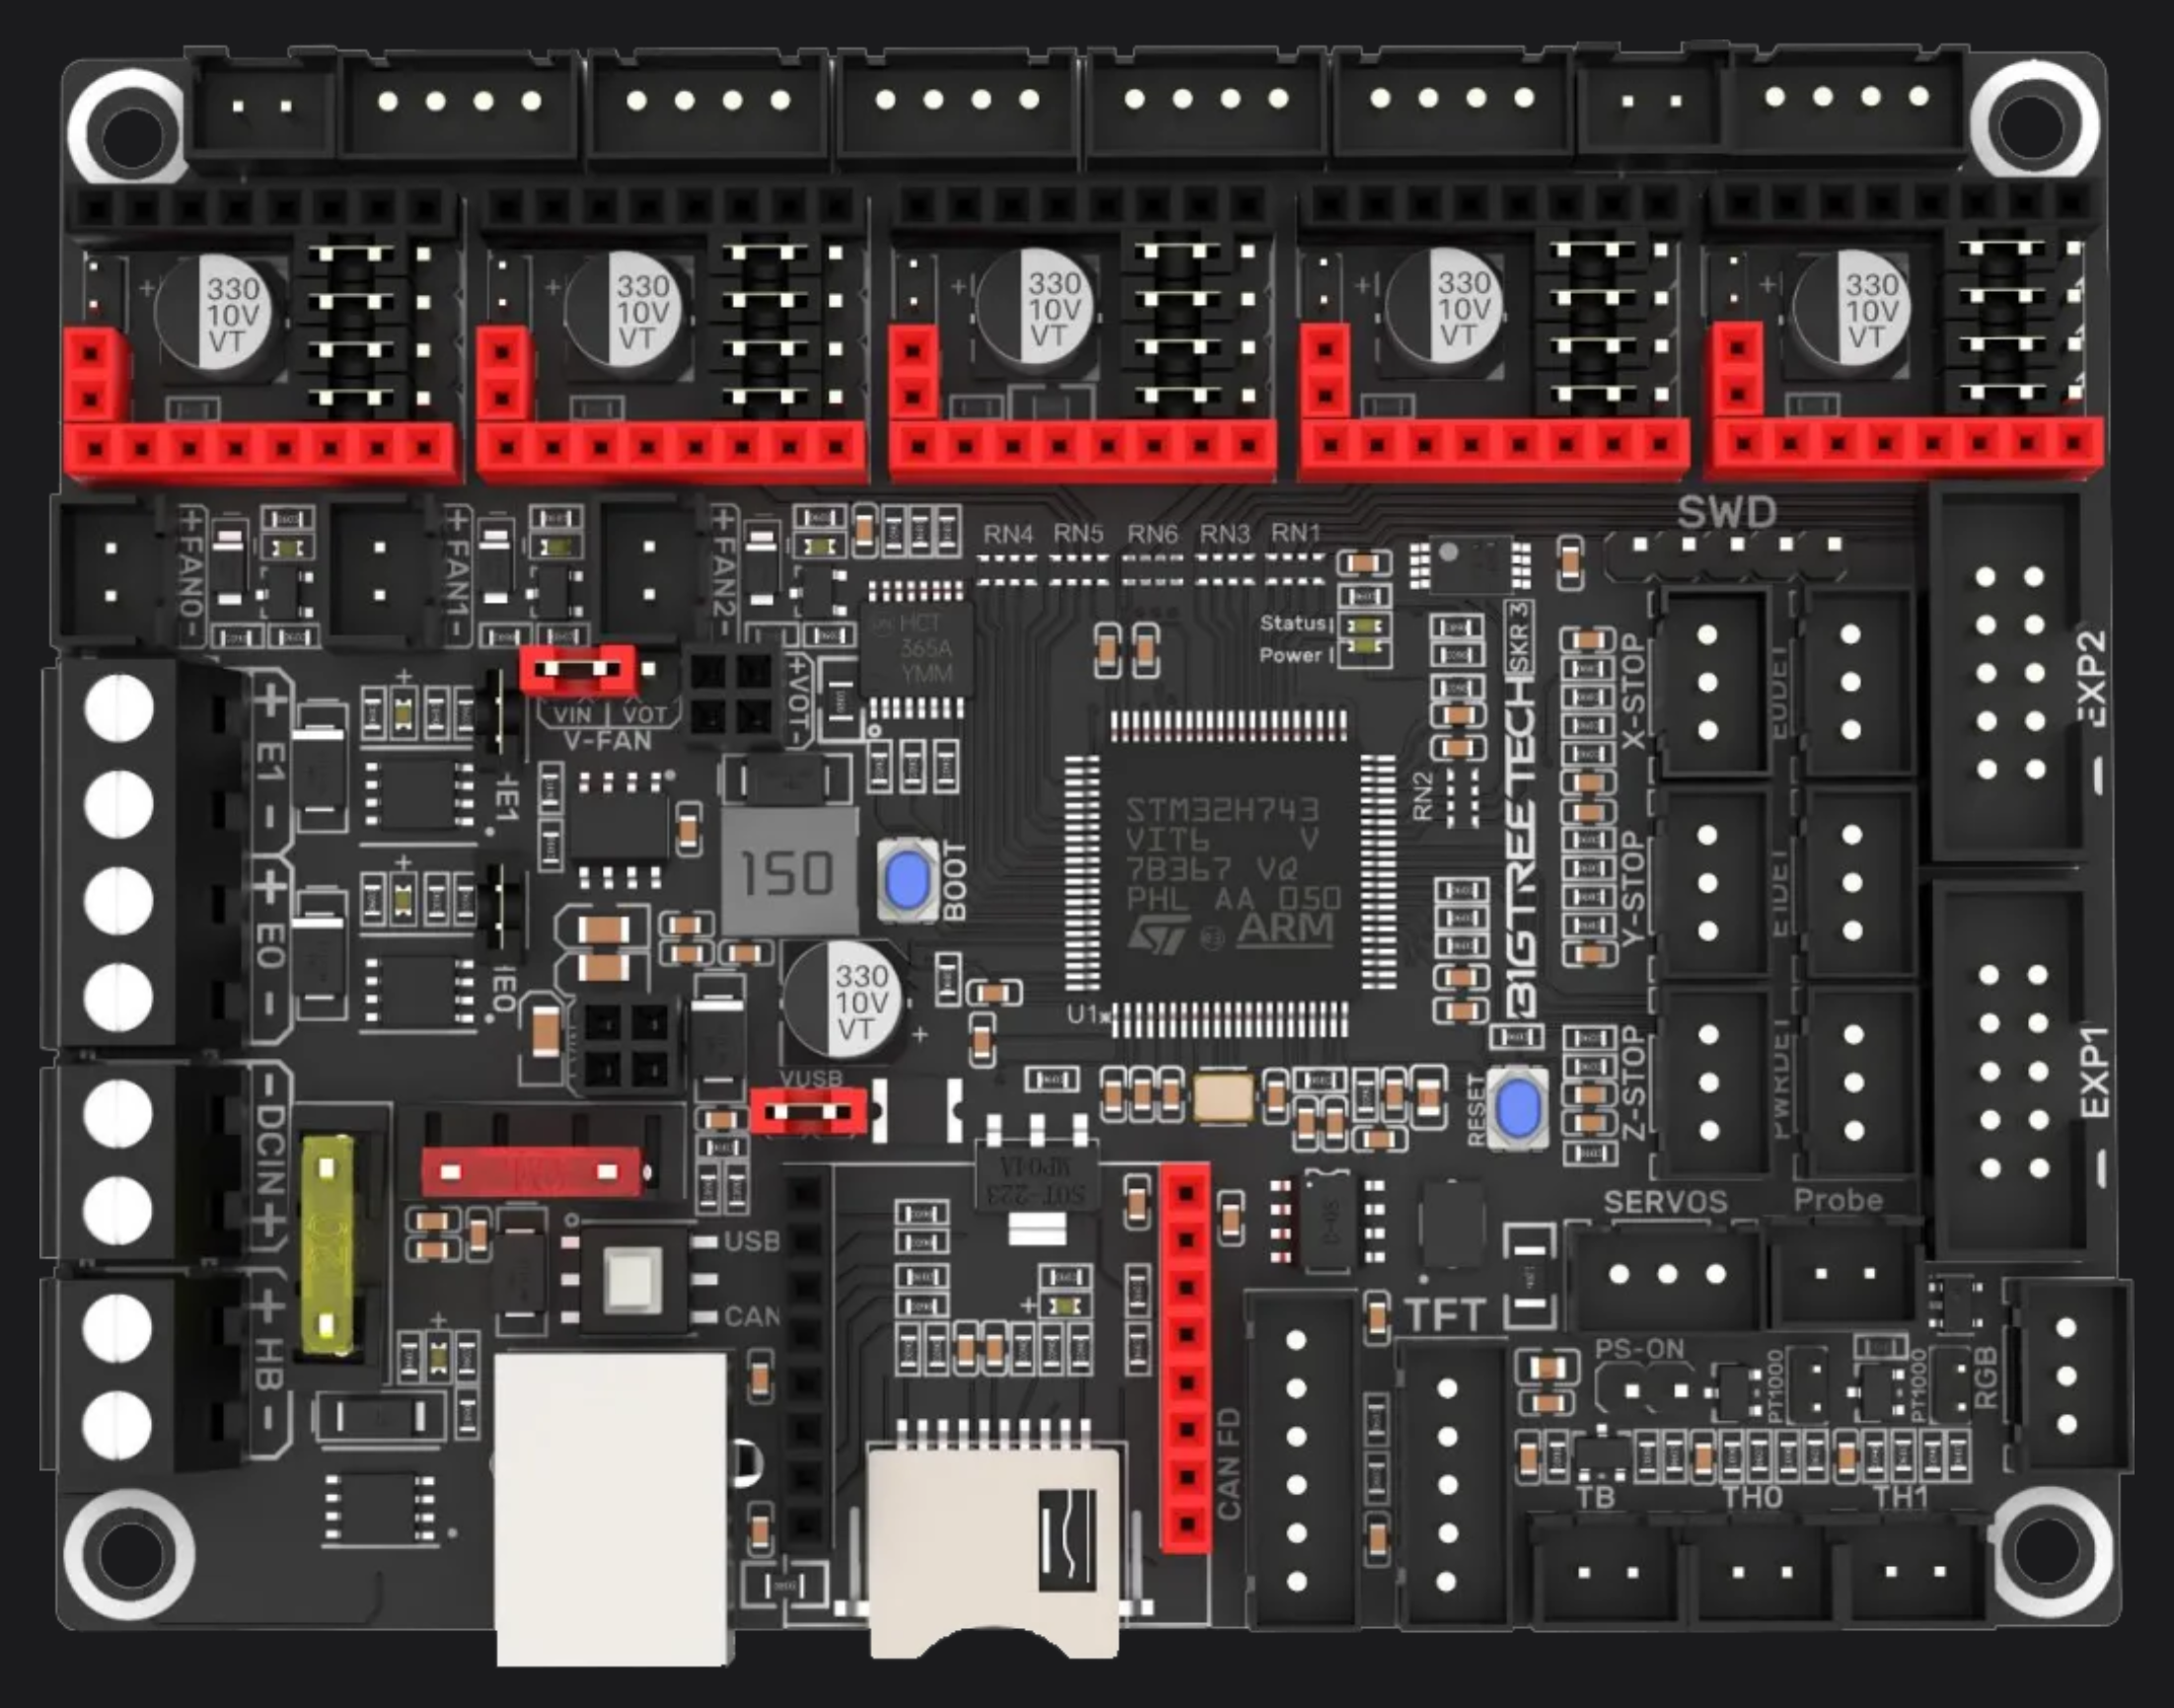 330
10V
VT
330
10V
VT
330
10V
VT
330
10V
VT
330
10V
VT
SWD
+FAN0-
+FAN1-
+FAN2-
RN4 RN5 RN6 RN3 RN1
HCT
365A
YMM
Status
Power
SKR 3
BIGTREETECH
X-STOP
EXP2
+ E1 -
VIN VOT
V-FAN
+VOT-
HE1
RN2
STM32H743
VIT6 V
7B367 VQ
PHL AA 050
ST ARM
150
BOOT
Y-STOP
+ E0 -
330
10V
VT
+
U1
VUSB
RESET
Z-STOP
EXP1
-DCIN+
MP04A
SOT-223
USB
CAN
SERVOS
Probe
TFT
+ HB -
PS-ON
PT1000
PT1000
RGB
CAN FD
TB TH0 TH1